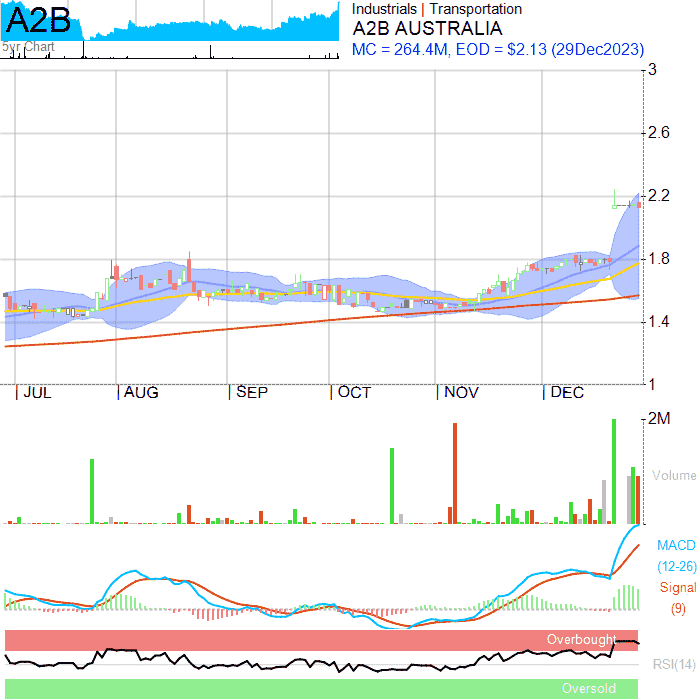 A2B
5yr Chart
Industrials | Transportation
A2B AUSTRALIA
MC = 264.4M, EOD = $2.13 (29Dec2023)
3
2.6
2.2
1.8
1.4
1
JUL AUG SEP OCT NOV DEC
2M
Volume
MACD
(12-26)
Signal
(9)
Overbought
RSI(14)
Oversold